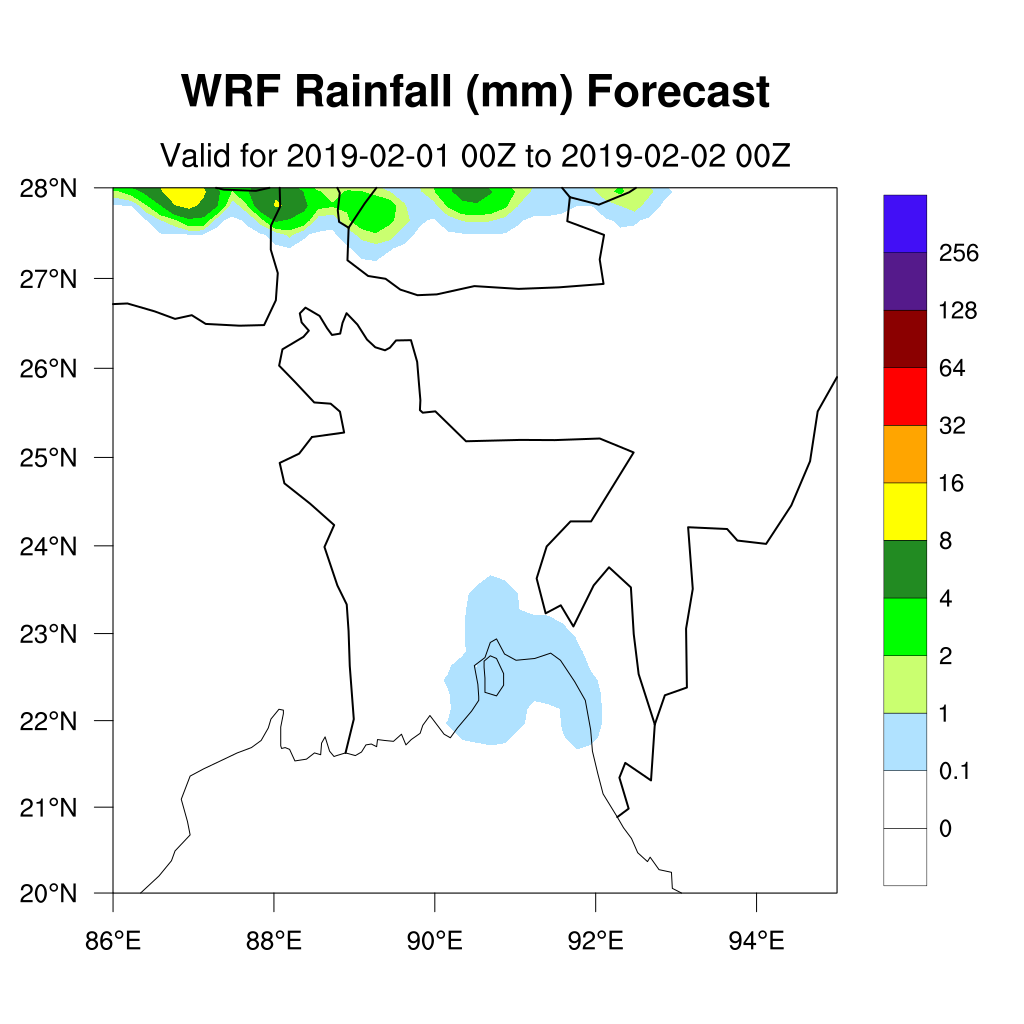 WRF Rainfall (mm) Forecast
Valid for 2019-02-01 00Z to 2019-02-02 00Z
28°N
27°N
26°N
25°N
24°N
23°N
22°N
21°N
20°N
86°E
88°E
90°E
92°E
94°E
256
128
64
32
16
8
4
2
1
0.1
0